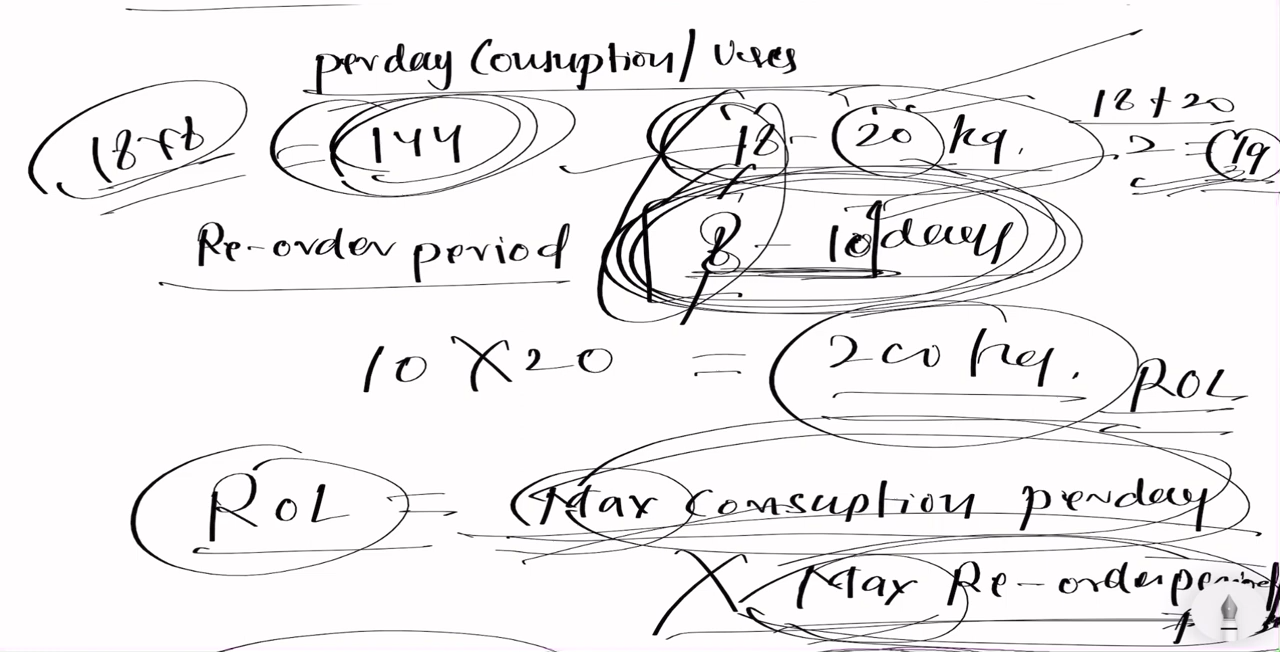 perday Consuption/Uses
18 + 20
18×8 = 144 18 - 20 kg. 2 = 19
Re-order period 8 - 10 days
10 × 20 = 200 kg. ROL
ROL = Max Consuption perday
× Max Re-order period